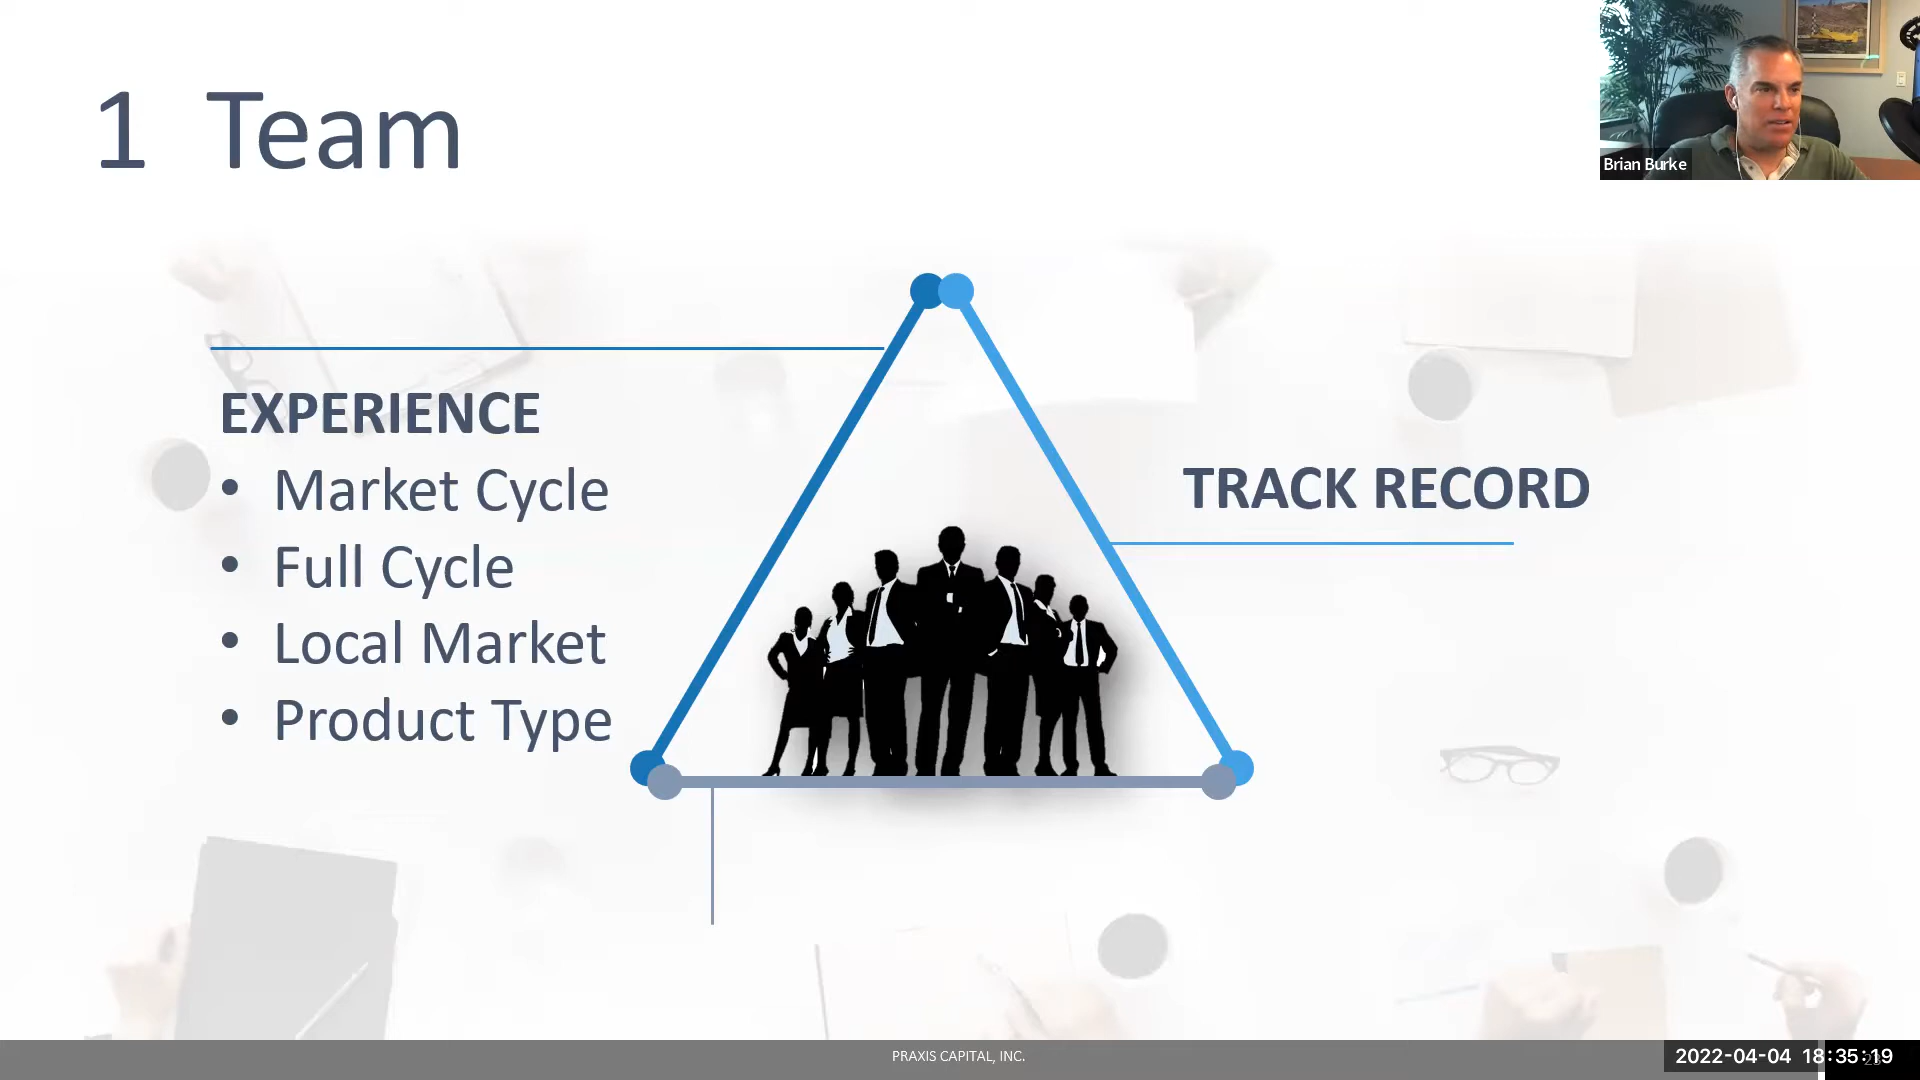 1 Team
Brian Burke
EXPERIENCE
• Market Cycle
• Full Cycle
• Local Market
• Product Type
TRACK RECORD
PRAXIS CAPITAL, INC.
2022-04-04 18:35:19